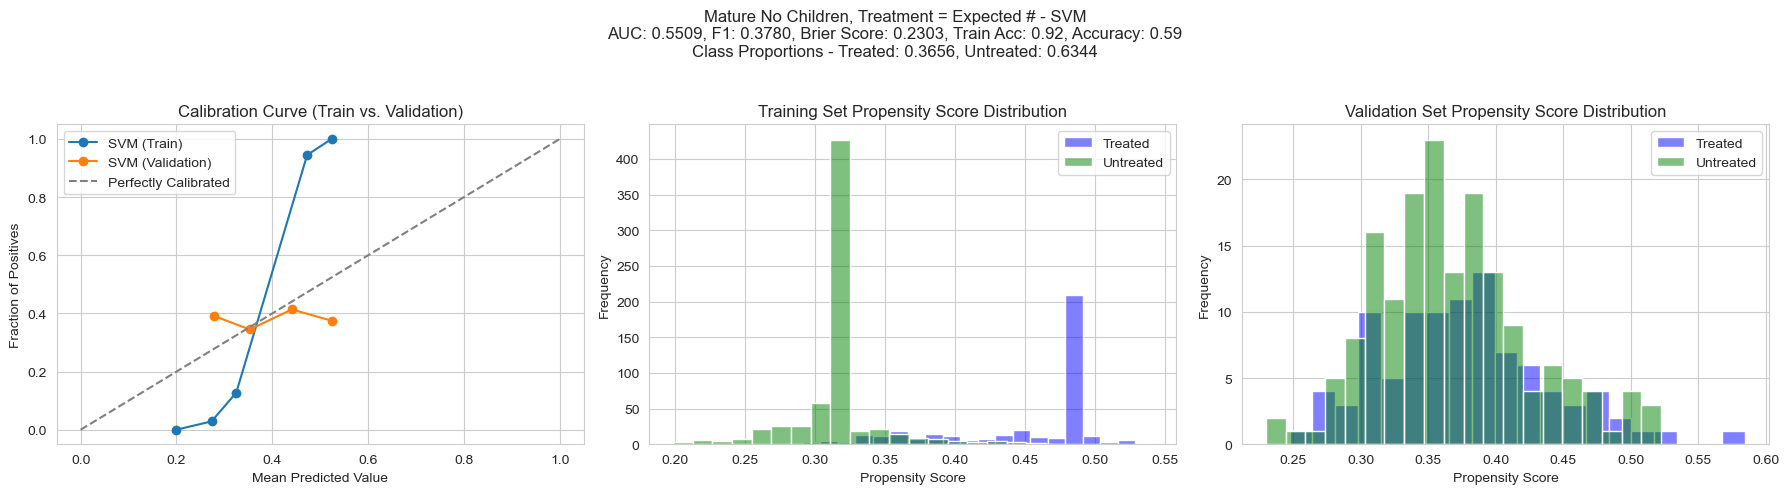 Mature No Children, Treatment = Expected # - SVM
AUC: 0.5509, F1: 0.3780, Brier Score: 0.2303, Train Acc: 0.92, Accuracy: 0.59
Class Proportions - Treated: 0.3656, Untreated: 0.6344
Calibration Curve (Train vs. Validation)
SVM (Train)
SVM (Validation)
Perfectly Calibrated
Fraction of Positives
1.0
0.8
0.6
0.4
0.2
0.0
0.0 0.2 0.4 0.6 0.8 1.0
Mean Predicted Value
Training Set Propensity Score Distribution
Treated
Untreated
Frequency
400
350
300
250
200
150
100
50
0
0.20 0.25 0.30 0.35 0.40 0.45 0.50 0.55
Propensity Score
Validation Set Propensity Score Distribution
Treated
Untreated
Frequency
20
15
10
5
0
0.25 0.30 0.35 0.40 0.45 0.50 0.55 0.60
Propensity Score